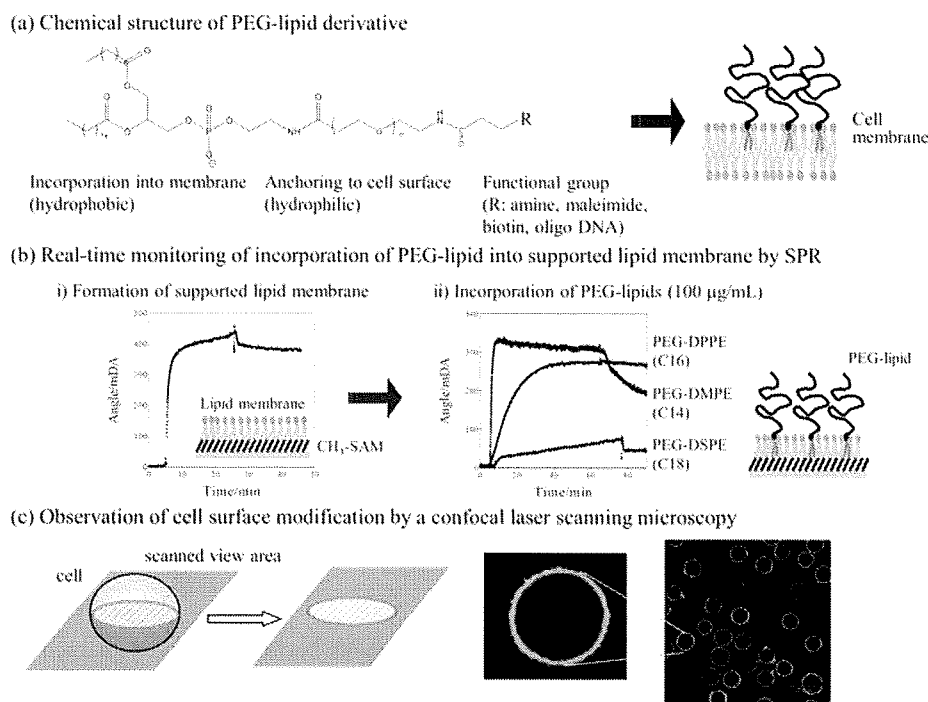 (a) Chemical structure of PEG-lipid derivative
R
Cell
membrane
Incorporation into membrane
(hydrophobic)
Anchoring to cell surface
(hydrophilic)
Functional group
(R: amine, maleimide,
biotin, oligo DNA)
(b) Real-time monitoring of incorporation of PEG-lipid into supported lipid membrane by SPR
i) Formation of supported lipid membrane
Angle/mDA
Lipid membrane
CH3-SAM
Time/min
ii) Incorporation of PEG-lipids (100 µg/mL)
Angle/mDA
PEG-DPPE
(C16)
PEG-DMPE
(C14)
PEG-DSPE
(C18)
Time/min
PEG-lipid
(c) Observation of cell surface modification by a confocal laser scanning microscopy
scanned view area
cell